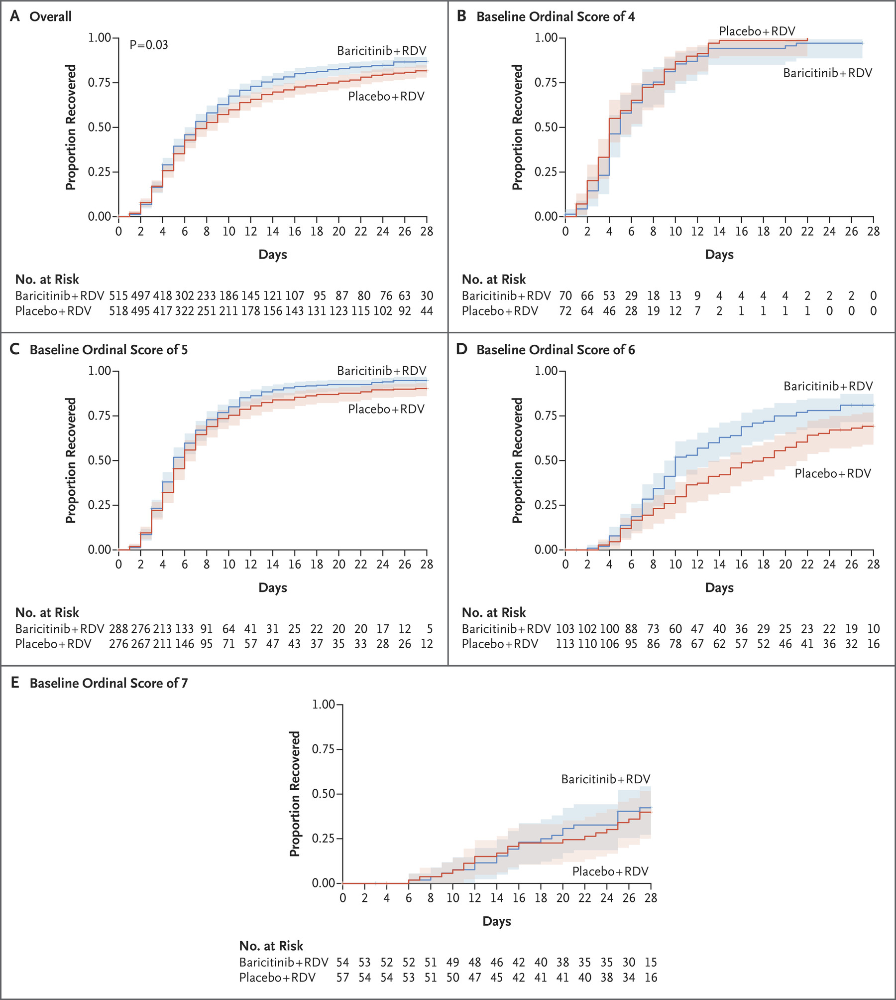 A Overall
1.00
P=0.03
Baricitinib+RDV
0.75
Placebo+RDV
0.50
0.25
0.00
Proportion Recovered
0 2 4 6 8 10 12 14 16 18 20 22 24 26 28
Days
No. at Risk
Baricitinib+RDV 515 497 418 302 233 186 145 121 107 95 87 80 76 63 30
Placebo+RDV 518 495 417 322 251 211 178 156 143 131 123 115 102 92 44
B Baseline Ordinal Score of 4
Placebo+RDV
1.00
Baricitinib+RDV
0.75
0.50
0.25
0.00
Proportion Recovered
0 2 4 6 8 10 12 14 16 18 20 22 24 26 28
Days
No. at Risk
Baricitinib+RDV 70 66 53 29 18 13 9 4 4 4 4 2 2 2 0
Placebo+RDV 72 64 46 28 19 12 7 2 1 1 1 1 0 0 0
C Baseline Ordinal Score of 5
1.00
Baricitinib+RDV
0.75
Placebo+RDV
0.50
0.25
0.00
Proportion Recovered
0 2 4 6 8 10 12 14 16 18 20 22 24 26 28
Days
No. at Risk
Baricitinib+RDV 288 276 213 133 91 64 41 31 25 22 20 20 17 12 5
Placebo+RDV 276 267 211 146 95 71 57 47 43 37 35 33 28 26 12
D Baseline Ordinal Score of 6
1.00
Baricitinib+RDV
0.75
0.50
Placebo+RDV
0.25
0.00
Proportion Recovered
0 2 4 6 8 10 12 14 16 18 20 22 24 26 28
Days
No. at Risk
Baricitinib+RDV 103 102 100 88 73 60 47 40 36 29 25 23 22 19 10
Placebo+RDV 113 110 106 95 86 78 67 62 57 52 46 41 36 32 16
E Baseline Ordinal Score of 7
1.00
0.75
Baricitinib+RDV
0.50
0.25
Placebo+RDV
0.00
Proportion Recovered
0 2 4 6 8 10 12 14 16 18 20 22 24 26 28
Days
No. at Risk
Baricitinib+RDV 54 53 52 52 51 49 48 46 42 40 38 35 35 30 15
Placebo+RDV 57 54 54 53 51 50 47 45 42 41 41 40 38 34 16